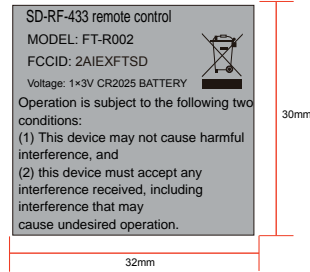 SD-RF-433 remote control
MODEL: FT-R002
FCCID: 2AIEXFTSD
Voltage: 1×3V CR2025 BATTERY
Operation is subject to the following two
conditions:
(1) This device may not cause harmful
interference, and
(2) this device must accept any
interference received, including
interference that may
cause undesired operation.
30mm
32mm